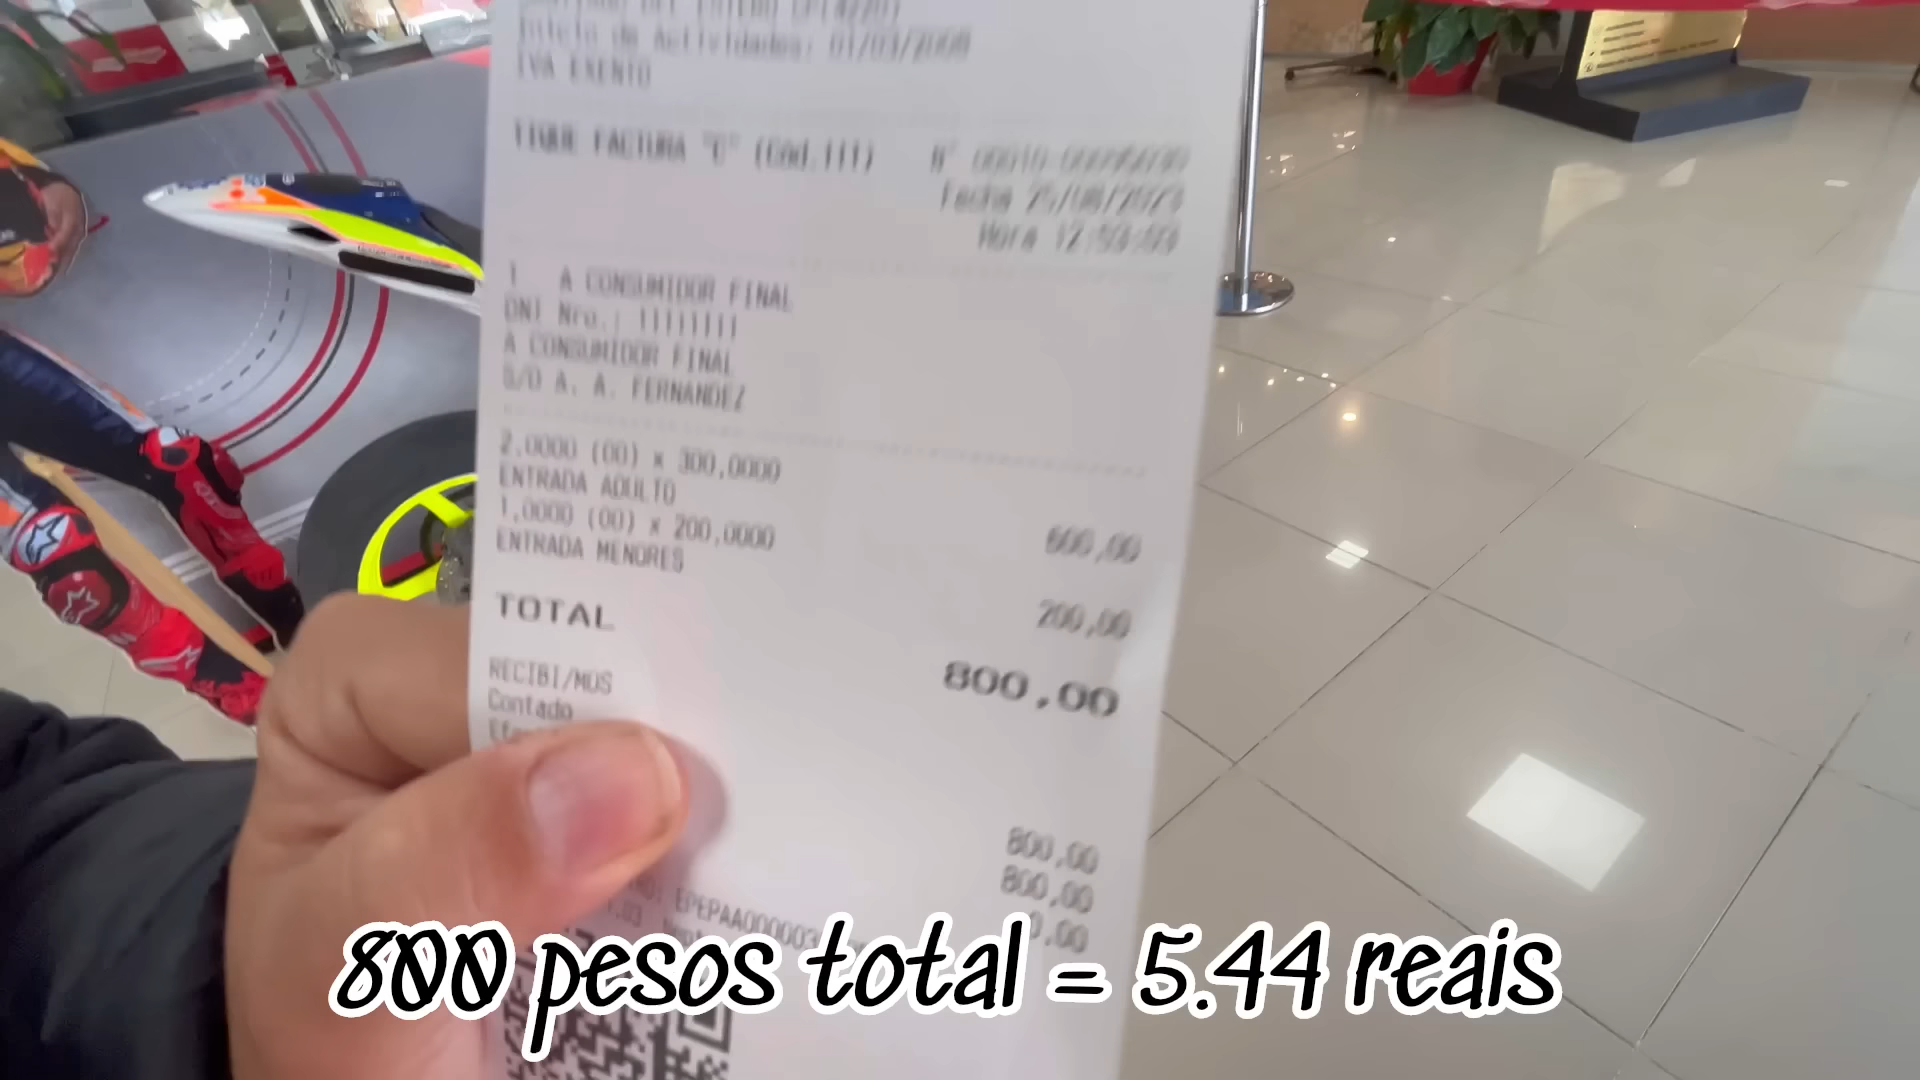 Inicio de Actividades: 01/03/2008
IVA EXENTO
TIQUE FACTURA "C" (Cod.111) N°
Fecha 25/08/2023
Hora 12:53:03
1 A CONSUMIDOR FINAL
DNI Nro.: 11111111
A CONSUMIDOR FINAL
S/D A. A. FERNANDEZ
2,0000 (00) x 300,0000
ENTRADA ADULTO 600,00
1,0000 (00) x 200,0000
ENTRADA MENORES 200,00
TOTAL 800,00
RECIBI/MOS
Contado
800,00
800,00
0.00
800 pesos total = 5.44 reais